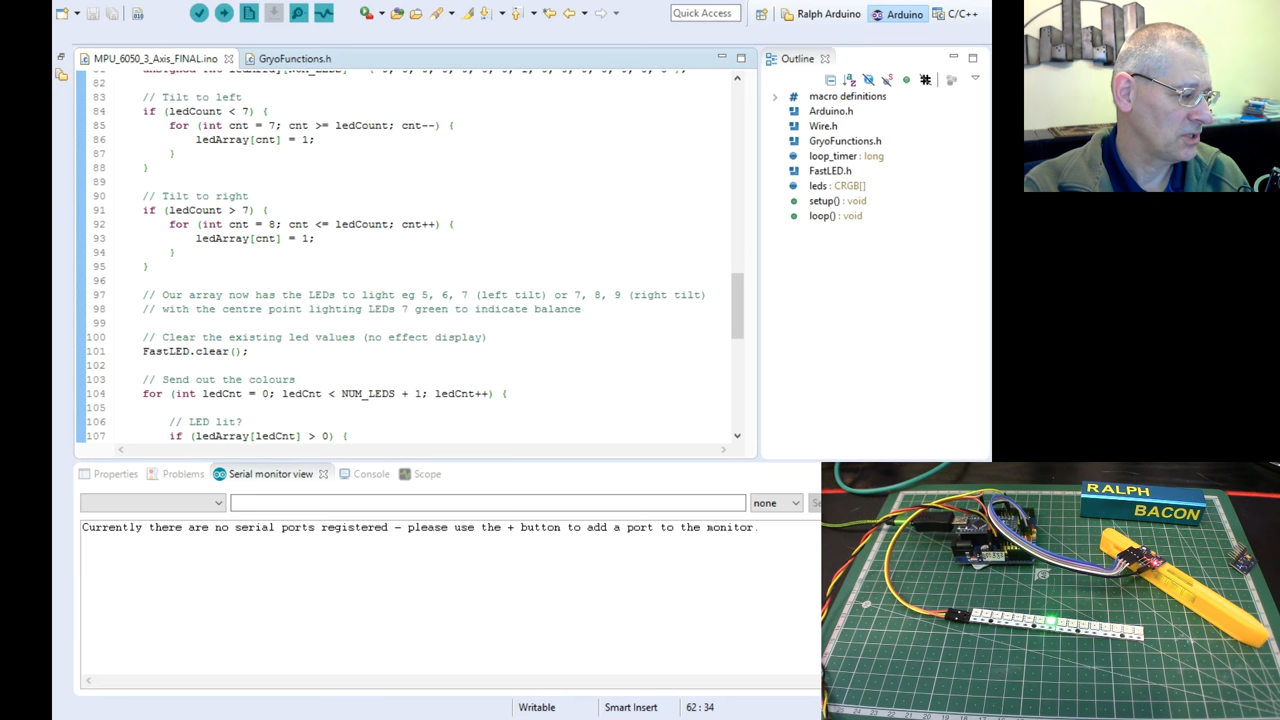 Quick Access
Ralph Arduino
Arduino
C/C++
MPU_6050_3_Axis_FINAL.ino
GryoFunctions.h
Outline
82
83 // Tilt to left
84 if (ledCount < 7) {
85 for (int cnt = 7; cnt >= ledCount; cnt--) {
86 ledArray[cnt] = 1;
87 }
88 }
89
90 // Tilt to right
91 if (ledCount > 7) {
92 for (int cnt = 8; cnt <= ledCount; cnt++) {
93 ledArray[cnt] = 1;
94 }
95 }
96
97 // Our array now has the LEDs to light eg 5, 6, 7 (left tilt) or 7, 8, 9 (right tilt)
98 // with the centre point lighting LEDs 7 green to indicate balance
99
100 // Clear the existing led values (no effect display)
101 FastLED.clear();
102
103 // Send out the colours
104 for (int ledCnt = 0; ledCnt < NUM_LEDS + 1; ledCnt++) {
105
106 // LED lit?
107 if (ledArray[ledCnt] > 0) {
macro definitions
Arduino.h
Wire.h
GryoFunctions.h
loop_timer : long
FastLED.h
leds : CRGB[]
setup() : void
loop() : void
Properties
Problems
Serial monitor view
Console
Scope
none
Currently there are no serial ports registered - please use the + button to add a port to the monitor.
Writable
Smart Insert
62 : 34
RALPH
BACON